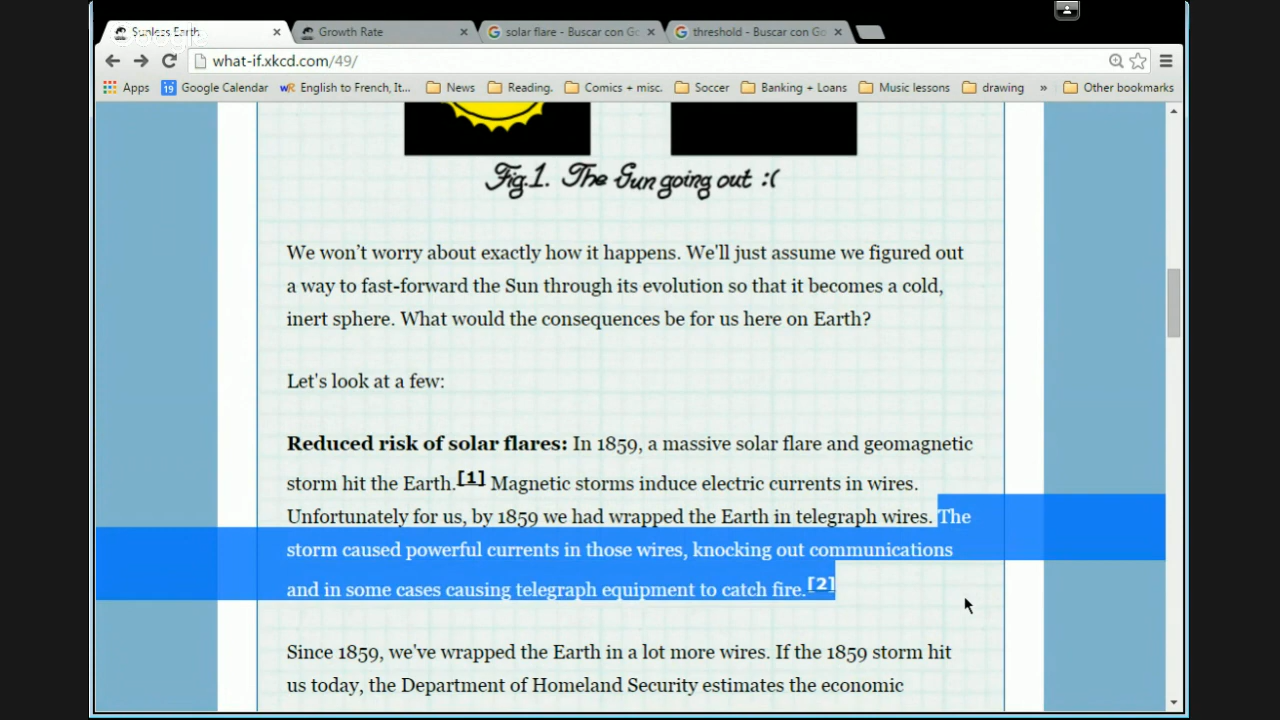 Sunless Earth
Growth Rate
solar flare - Buscar con Go
threshold - Buscar con Go
what-if.xkcd.com/49/
Apps
19
Google Calendar
WR
English to French, It...
News
Reading.
Comics + misc.
Soccer
Banking + Loans
Music lessons
drawing
»
Other bookmarks
Fig.1. The Sun going out :(
We won’t worry about exactly how it happens. We'll just assume we figured out
a way to fast-forward the Sun through its evolution so that it becomes a cold,
inert sphere. What would the consequences be for us here on Earth?
Let's look at a few:
Reduced risk of solar flares: In 1859, a massive solar flare and geomagnetic
storm hit the Earth.[1] Magnetic storms induce electric currents in wires.
Unfortunately for us, by 1859 we had wrapped the Earth in telegraph wires. The
storm caused powerful currents in those wires, knocking out communications
and in some cases causing telegraph equipment to catch fire.[2]
Since 1859, we've wrapped the Earth in a lot more wires. If the 1859 storm hit
us today, the Department of Homeland Security estimates the economic